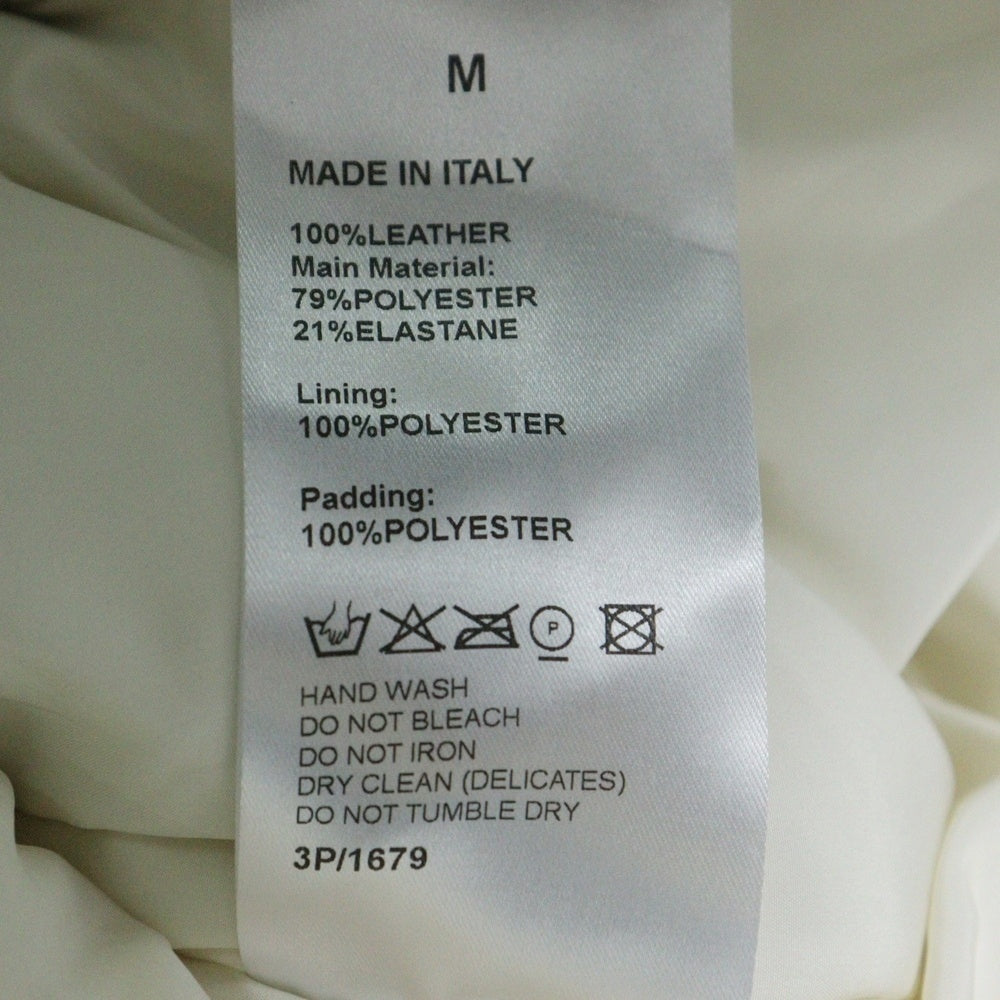 M
MADE IN ITALY
100%LEATHER
Main Material:
79%POLYESTER
21%ELASTANE
Lining:
100%POLYESTER
Padding:
100%POLYESTER
P
HAND WASH
DO NOT BLEACH
DO NOT IRON
DRY CLEAN (DELICATES)
DO NOT TUMBLE DRY
3P/1679